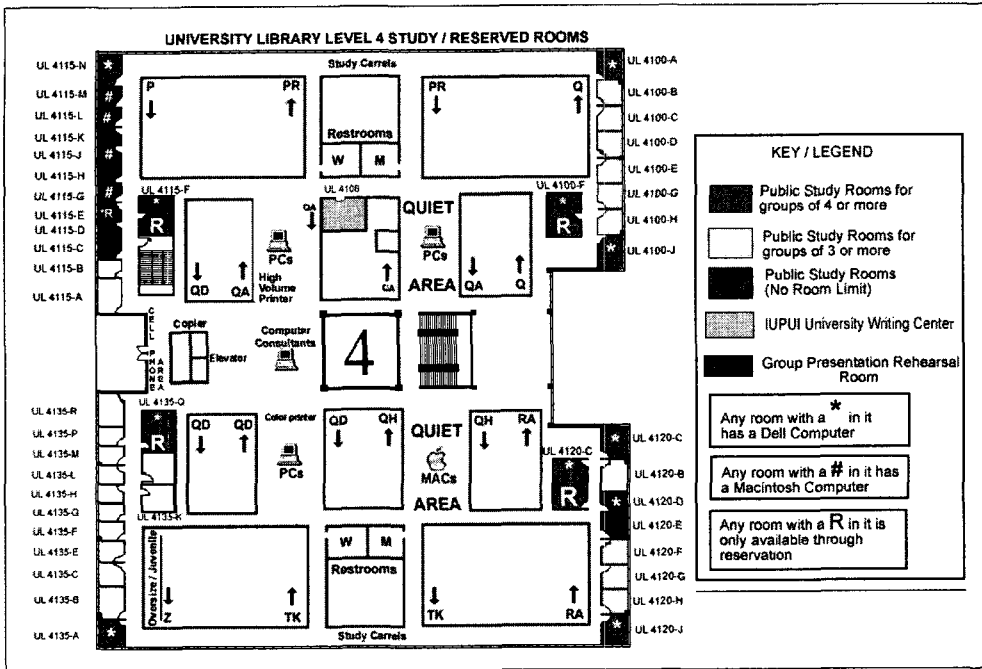 UNIVERSITY LIBRARY LEVEL 4 STUDY / RESERVED ROOMS
UL 4115-N
UL 4115-M
UL 4115-L
UL 4115-K
UL 4115-J
UL 4115-H
UL 4115-G
UL 4115-E
UL 4115-D
UL 4115-C
UL 4115-B
UL 4115-A
*
#
#
#
*R
P
PR
Study Carrels
Restrooms
W M
PR
Q
*
UL 4100-A
UL 4100-B
UL 4100-C
UL 4100-D
UL 4100-E
UL 4100-G
UL 4100-H
UL 4100-J
*
UL 4115-F
*
R
QD
QA
PCs
High
Volume
Printer
UL 4108
QA
QA
QUIET
PCs
AREA
QA
Q
UL 4100-F
*
R
CELL PHONE
AREA
Copier
Elevator
Computer
Consultants
4
UL 4135-R
UL 4135-P
UL 4135-M
UL 4135-L
UL 4135-H
UL 4135-G
UL 4135-F
UL 4135-E
UL 4135-C
UL 4135-B
UL 4135-A
*
UL 4135-Q
*
R
UL 4135-K
QD
QD
Color printer
PCs
QD
QH
QUIET
MACs
AREA
QH
RA
UL 4120-C
*
R
*
UL 4120-C
UL 4120-B
*
UL 4120-D
UL 4120-E
UL 4120-F
UL 4120-G
UL 4120-H
*
UL 4120-J
Oversize / Juvenile
Z
TK
W M
Restrooms
Study Carrels
TK
RA
KEY / LEGEND
Public Study Rooms for
groups of 4 or more
Public Study Rooms for
groups of 3 or more
Public Study Rooms
(No Room Limit)
IUPUI University Writing Center
Group Presentation Rehearsal
Room
Any room with a * in it
has a Dell Computer
Any room with a # in it has
a Macintosh Computer
Any room with a R in it is
only available through
reservation